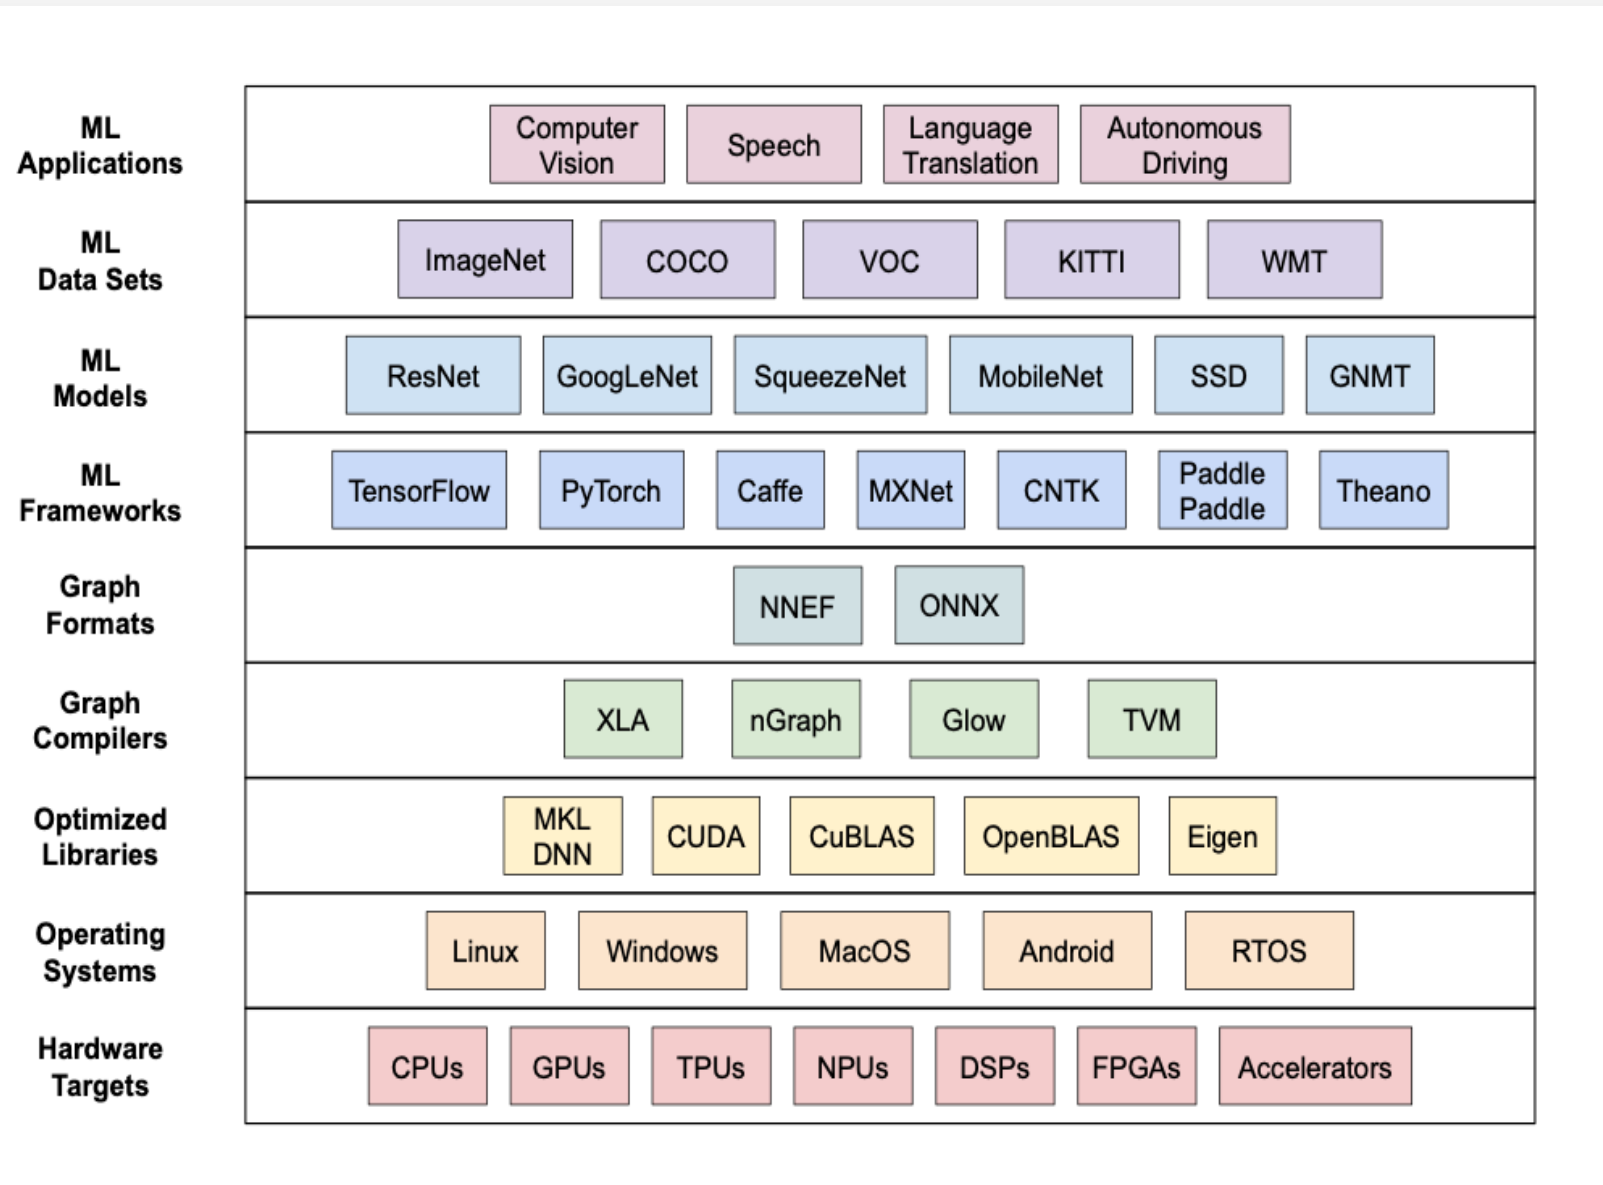 ML
Applications
Computer
Vision
Speech
Language
Translation
Autonomous
Driving
ML
Data Sets
ImageNet
COCO
VOC
KITTI
WMT
ML
Models
ResNet
GoogLeNet
SqueezeNet
MobileNet
SSD
GNMT
ML
Frameworks
TensorFlow
PyTorch
Caffe
MXNet
CNTK
Paddle
Paddle
Theano
Graph
Formats
NNEF
ONNX
Graph
Compilers
XLA
nGraph
Glow
TVM
Optimized
Libraries
MKL
DNN
CUDA
CuBLAS
OpenBLAS
Eigen
Operating
Systems
Linux
Windows
MacOS
Android
RTOS
Hardware
Targets
CPUs
GPUs
TPUs
NPUs
DSPs
FPGAs
Accelerators